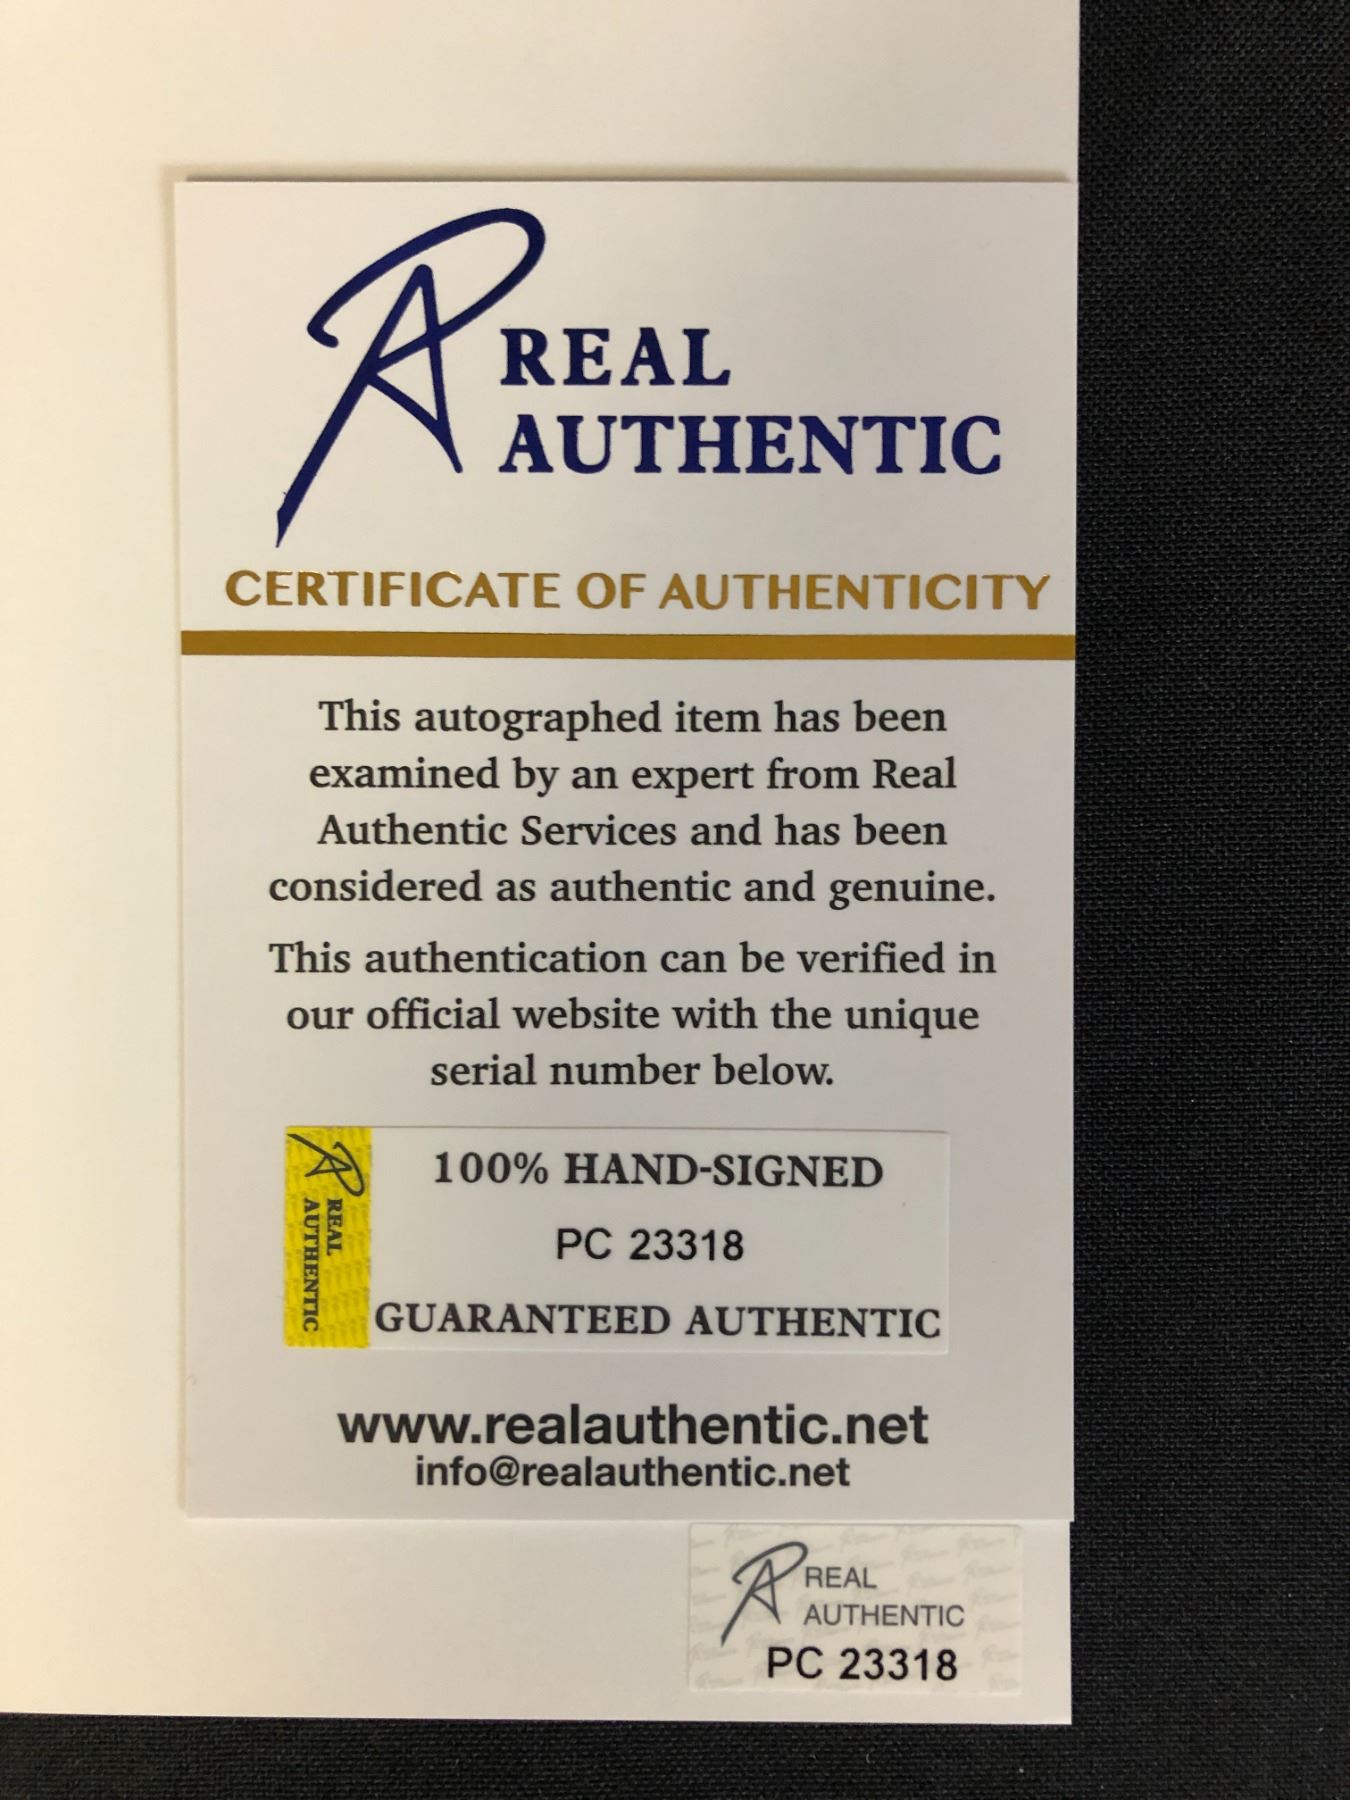 REAL
AUTHENTIC
CERTIFICATE OF AUTHENTICITY
This autographed item has been
examined by an expert from Real
Authentic Services and has been
considered as authentic and genuine.
This authentication can be verified in
our official website with the unique
serial number below.
REAL
AUTHENTIC
100% HAND-SIGNED
PC 23318
GUARANTEED AUTHENTIC
www.realauthentic.net
info@realauthentic.net
REAL
AUTHENTIC
PC 23318